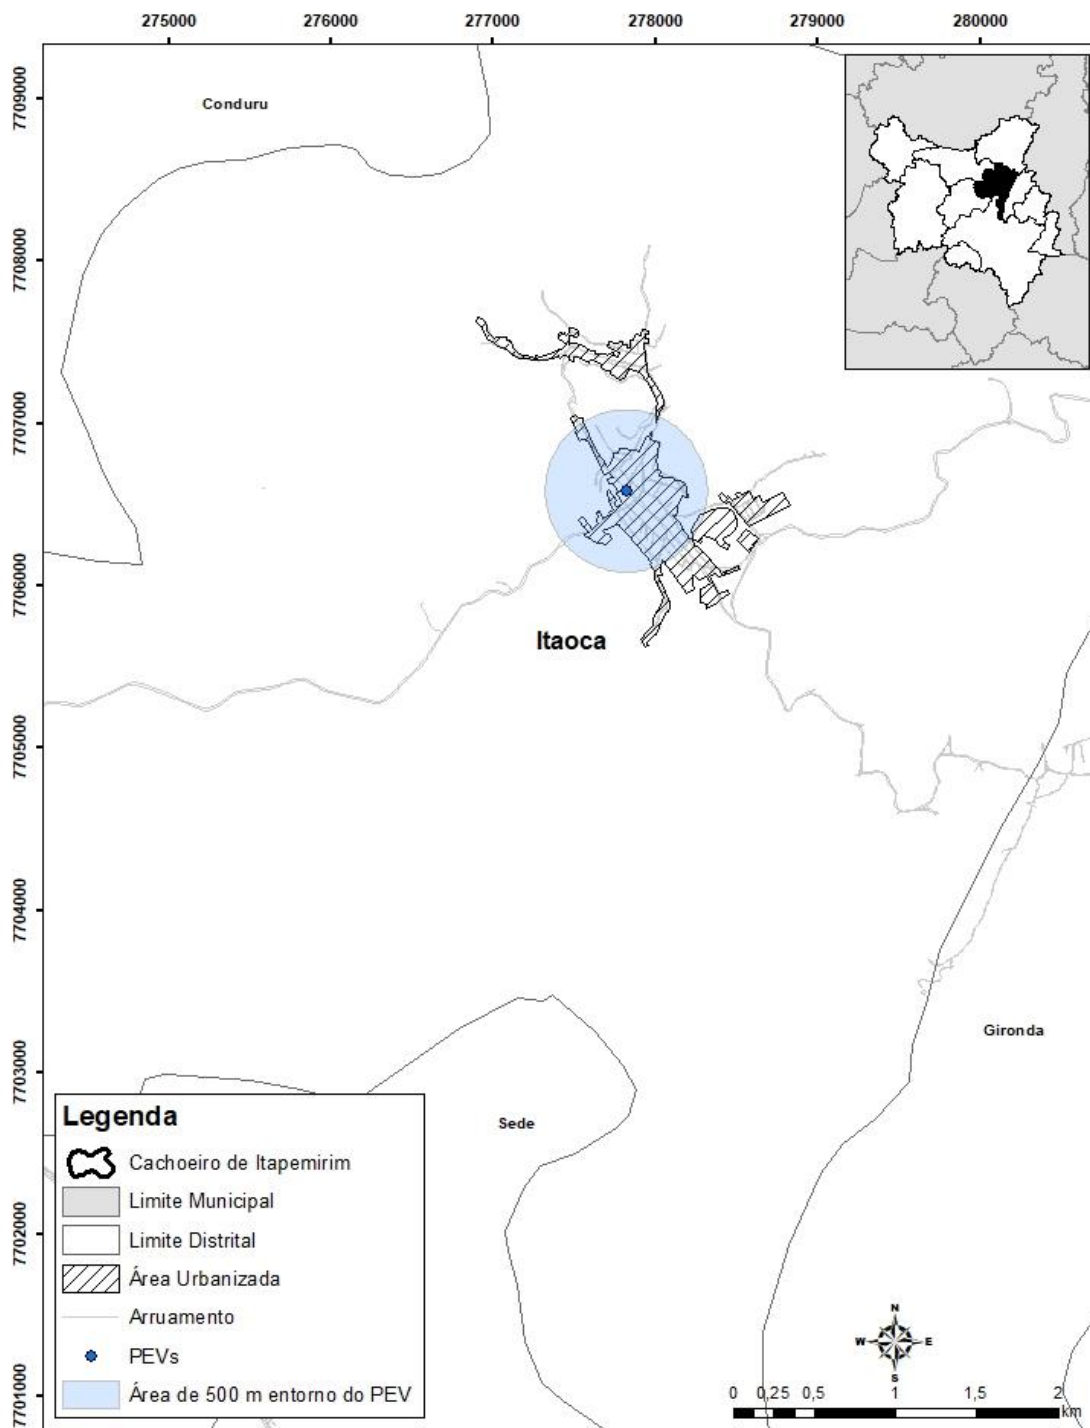 275000 276000 277000 278000 279000 280000
7709000
Conduru
7708000
7707000
7706000
Itaoca
7705000
7704000
Gironda
7703000
Sede
Legenda
Cachoeiro de Itapemirim
Limite Municipal
7702000
Limite Distrital
Área Urbanizada
Arruamento
PEVs
Área de 500 m entorno do PEV
7701000
N
W E
S
0 0,25 0,5 1 1,5 2
km